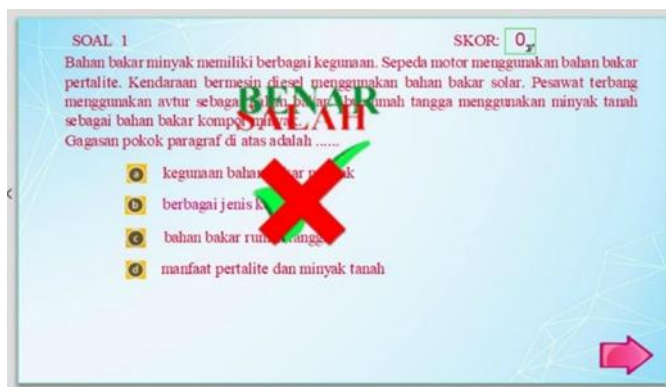 SOAL 1 SKOR: 0
Bahan bakar minyak memiliki berbagai kegunaan. Sepeda motor menggunakan bahan bakar
pertalite. Kendaraan bermesin diesel menggunakan bahan bakar solar. Pesawat terbang
menggunakan avtur sebagai bahan bakar. Ibu rumah tangga menggunakan minyak tanah
sebagai bahan bakar kompor minyak.
BENAR
SALAH
Gagasan pokok paragraf di atas adalah ......
a kegunaan bahan bakar minyak
b berbagai jenis
c bahan bakar rumah tangga
d manfaat pertalite dan minyak tanah